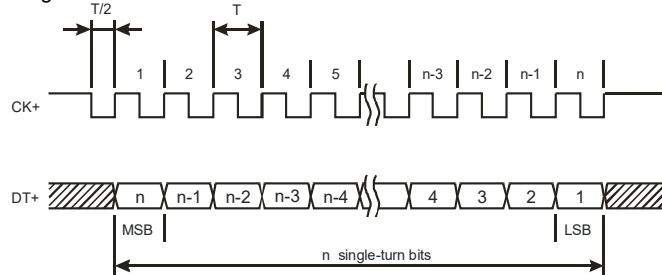 T/2 T
1 2 3 4 5 n-3 n-2 n-1 n
CK+
DT+ n n-1 n-2 n-3 n-4 4 3 2 1
MSB LSB
n single-turn bits